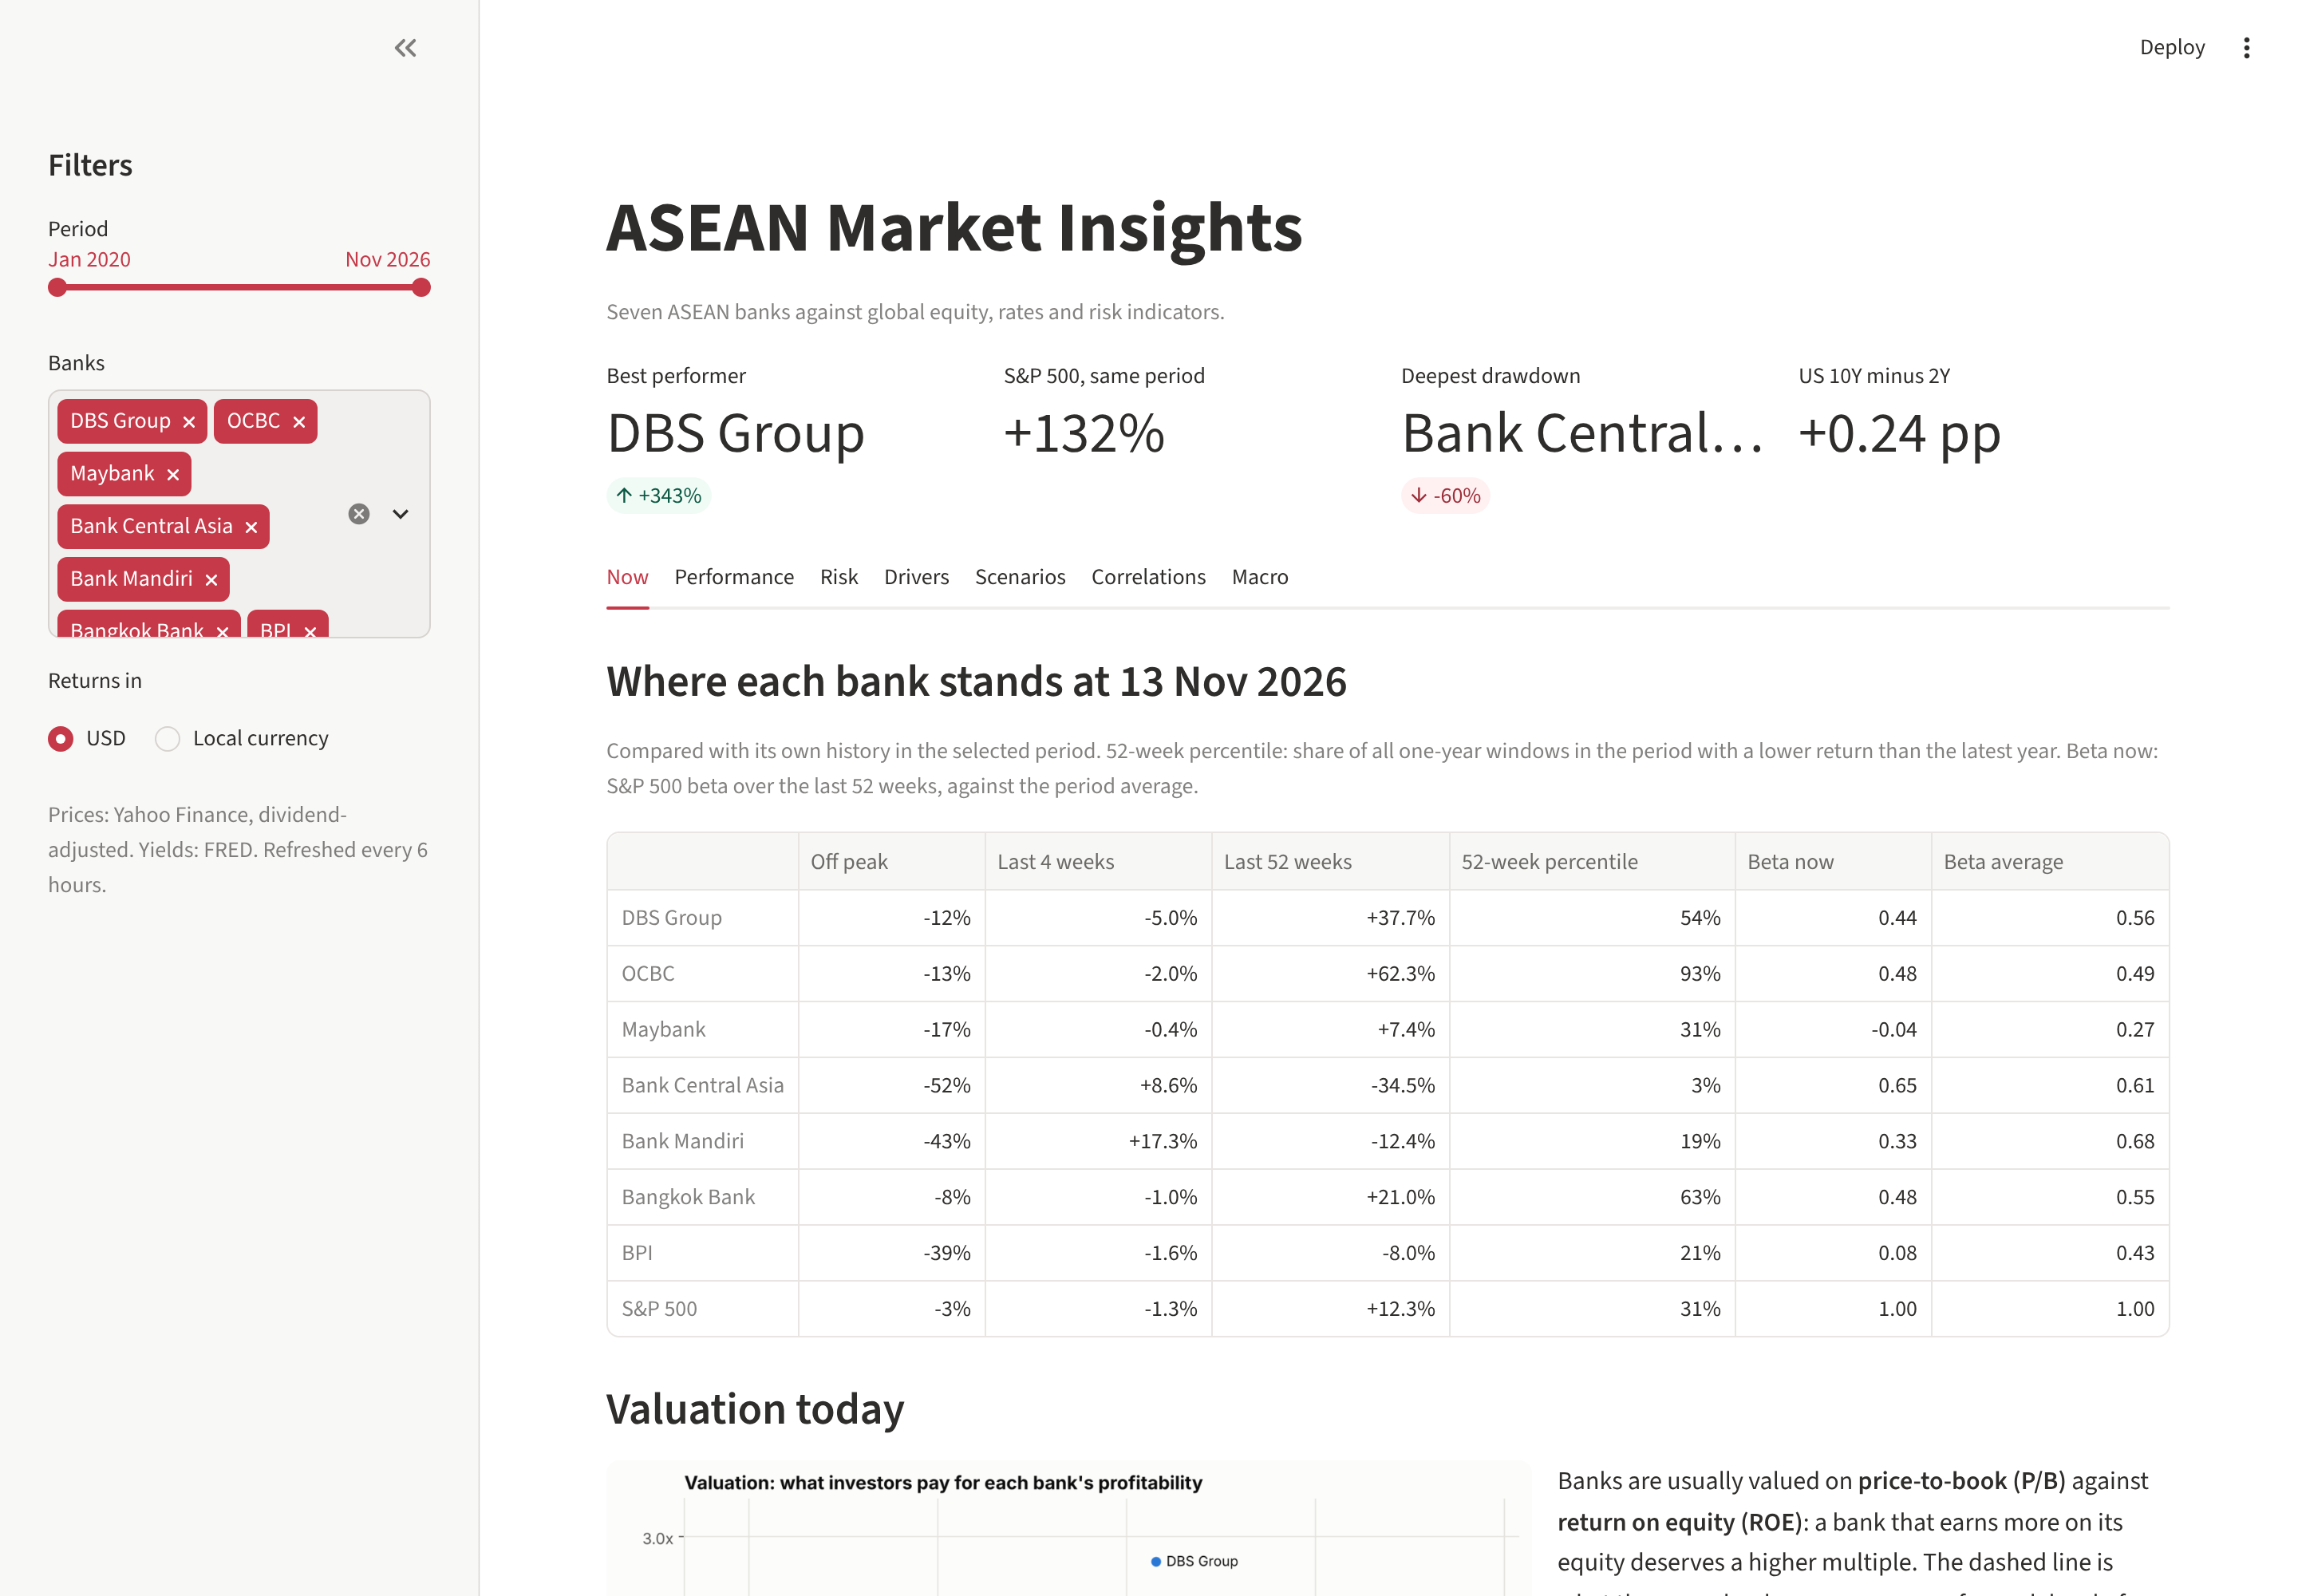 Deploy
Filters
Period
Jan 2020 Nov 2026
Banks
DBS Group OCBC
Maybank
Bank Central Asia
Bank Mandiri
Bangkok Bank BPI
Returns in
USD Local currency
Prices: Yahoo Finance, dividend-
adjusted. Yields: FRED. Refreshed every 6
hours.
ASEAN Market Insights
Seven ASEAN banks against global equity, rates and risk indicators.
Best performer S&P 500, same period Deepest drawdown US 10Y minus 2Y
DBS Group +132% Bank Central… +0.24 pp
+343% -60%
Now Performance Risk Drivers Scenarios Correlations Macro
Where each bank stands at 13 Nov 2026
Compared with its own history in the selected period. 52-week percentile: share of all one-year windows in the period with a lower return than the latest year. Beta now:
S&P 500 beta over the last 52 weeks, against the period average.
Off peak Last 4 weeks Last 52 weeks 52-week percentile Beta now Beta average
DBS Group -12% -5.0% +37.7% 54% 0.44 0.56
OCBC -13% -2.0% +62.3% 93% 0.48 0.49
Maybank -17% -0.4% +7.4% 31% -0.04 0.27
Bank Central Asia -52% +8.6% -34.5% 3% 0.65 0.61
Bank Mandiri -43% +17.3% -12.4% 19% 0.33 0.68
Bangkok Bank -8% -1.0% +21.0% 63% 0.48 0.55
BPI -39% -1.6% -8.0% 21% 0.08 0.43
S&P 500 -3% -1.3% +12.3% 31% 1.00 1.00
Valuation today
Valuation: what investors pay for each bank's profitability
3.0x
DBS Group
Banks are usually valued on price-to-book (P/B) against
return on equity (ROE): a bank that earns more on its
equity deserves a higher multiple. The dashed line is